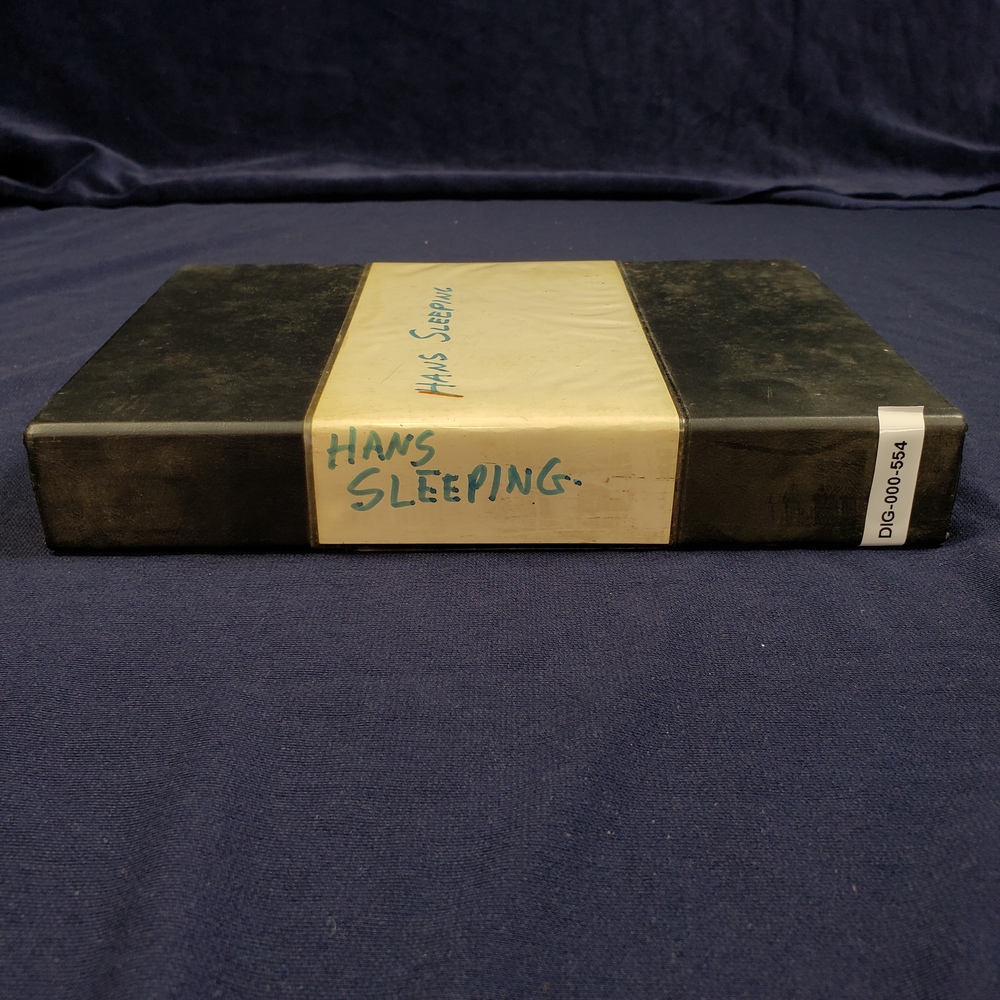 HANS SLEEPING
HANS
SLEEPING.
DIG-000-554